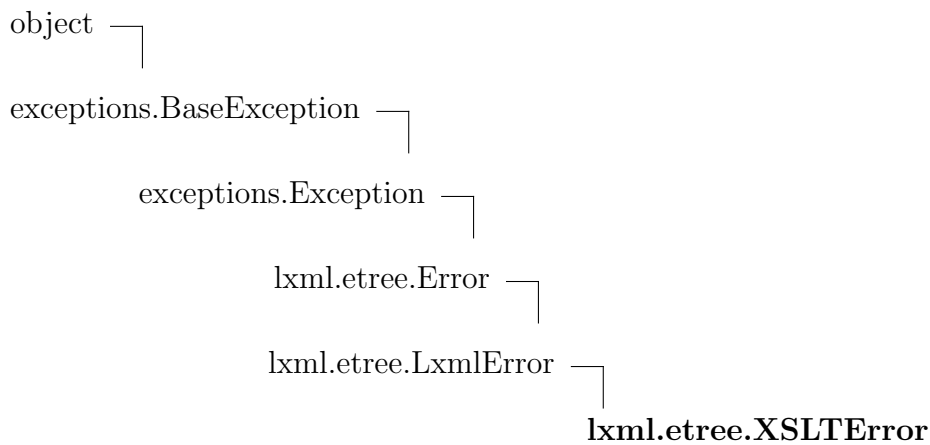 object
exceptions.BaseException
exceptions.Exception
lxml.etree.Error
lxml.etree.LxmlError
lxml.etree.XSLTError